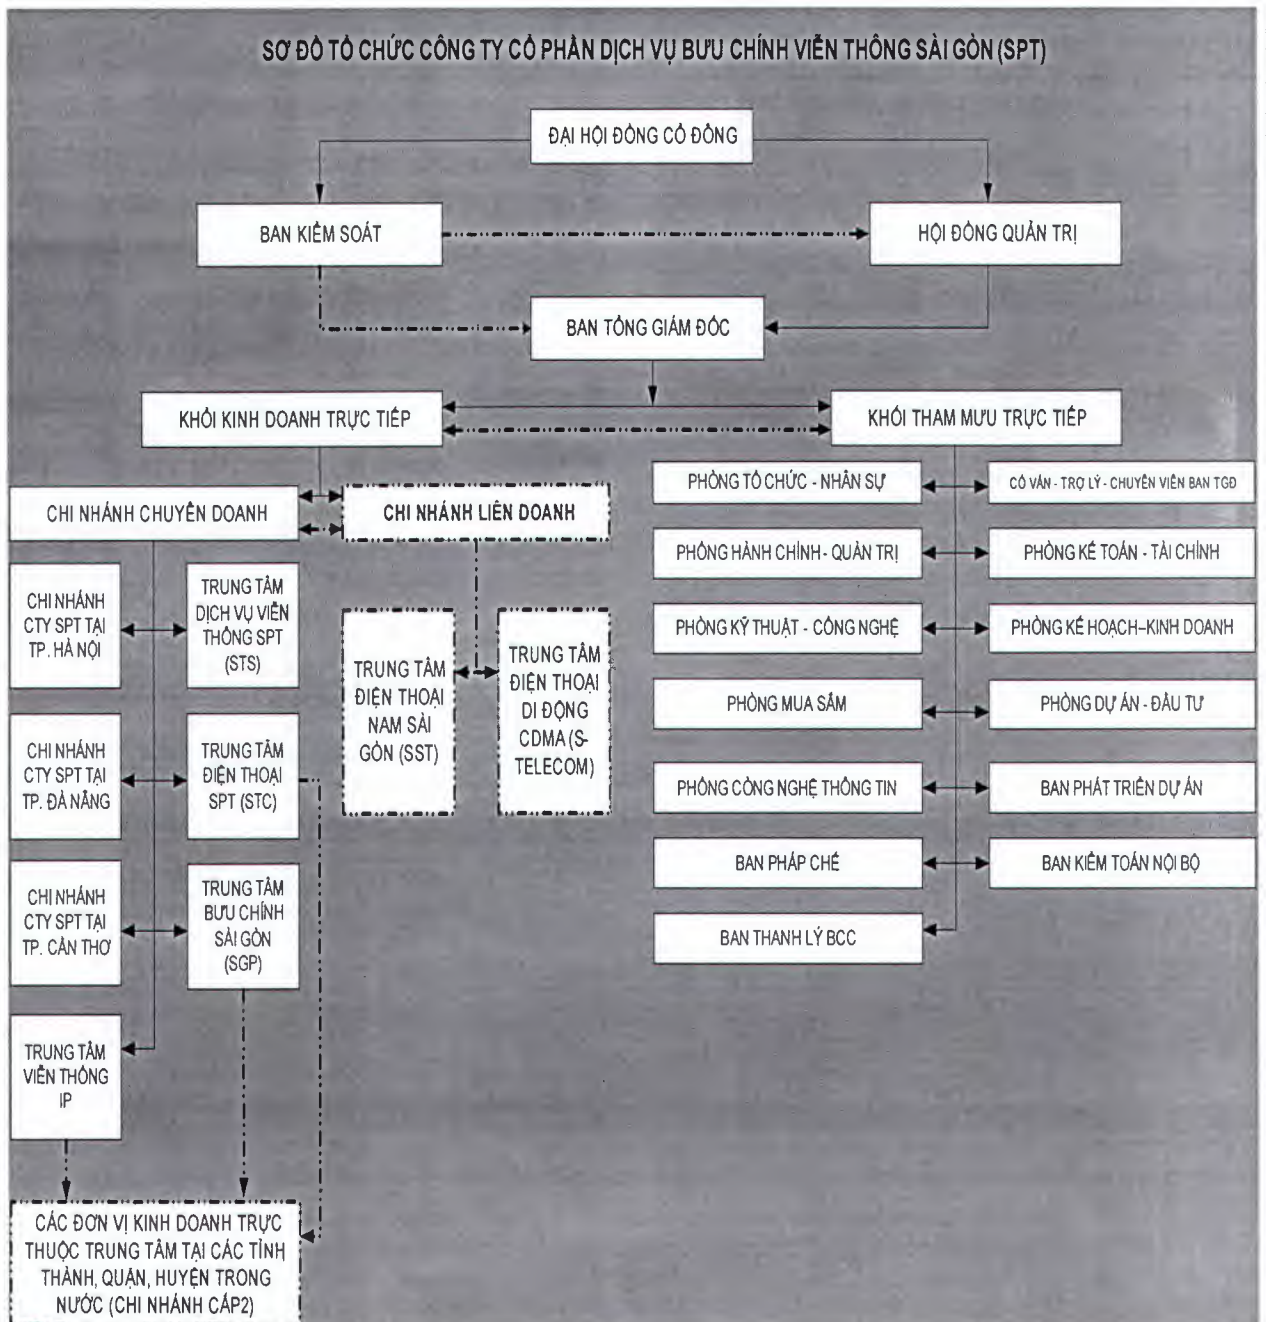 SƠ ĐỒ TỔ CHỨC CÔNG TY CỔ PHẦN DỊCH VỤ BƯU CHÍNH VIỄN THÔNG SÀI GÒN (SPT)
ĐẠI HỘI ĐỒNG CỔ ĐÔNG
BAN KIỂM SOÁT
HỘI ĐỒNG QUẢN TRỊ
BAN TỔNG GIÁM ĐỐC
KHỐI KINH DOANH TRỰC TIẾP
KHỐI THAM MƯU TRỰC TIẾP
CHI NHÁNH CHUYÊN DOANH
CHI NHÁNH LIÊN DOANH
CHI NHÁNH
CTY SPT TẠI
TP. HÀ NỘI
TRUNG TÂM
DỊCH VỤ VIỄN
THÔNG SPT
(STS)
CHI NHÁNH
CTY SPT TẠI
TP. ĐÀ NẴNG
TRUNG TÂM
ĐIỆN THOẠI
SPT (STC)
CHI NHÁNH
CTY SPT TẠI
TP. CẦN THƠ
TRUNG TÂM
BƯU CHÍNH
SÀI GÒN
(SGP)
TRUNG TÂM
VIỄN THÔNG
IP
TRUNG TÂM
ĐIỆN THOẠI
NAM SÀI
GÒN (SST)
TRUNG TÂM
ĐIỆN THOẠI
DI ĐỘNG
CDMA (S-
TELECOM)
CÁC ĐƠN VỊ KINH DOANH TRỰC
THUỘC TRUNG TÂM TẠI CÁC TỈNH
THÀNH, QUẬN, HUYỆN TRONG
NƯỚC (CHI NHÁNH CẤP2)
PHÒNG TỔ CHỨC - NHÂN SỰ
CỐ VẤN - TRỢ LÝ - CHUYÊN VIÊN BAN TGĐ
PHÒNG HÀNH CHÍNH - QUẢN TRỊ
PHÒNG KẾ TOÁN - TÀI CHÍNH
PHÒNG KỸ THUẬT - CÔNG NGHỆ
PHÒNG KẾ HOẠCH–KINH DOANH
PHÒNG MUA SẮM
PHÒNG DỰ ÁN - ĐẦU TƯ
PHÒNG CÔNG NGHỆ THÔNG TIN
BAN PHÁT TRIỂN DỰ ÁN
BAN PHÁP CHẾ
BAN KIỂM TOÁN NỘI BỘ
BAN THANH LÝ BCC